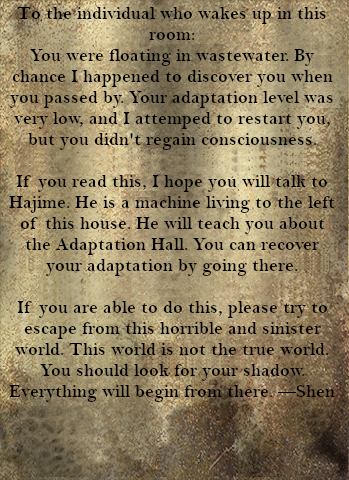 To the individual who wakes up in this
room:
You were floating in wastewater. By
chance I happened to discover you when
you passed by. Your adaptation level was
very low, and I attemped to restart you,
but you didn't regain consciousness.
If you read this, I hope you will talk to
Hajime. He is a machine living to the left
of this house. He will teach you about
the Adaptation Hall. You can recover
your adaptation by going there.
If you are able to do this, please try to
escape from this horrible and sinister
world. This world is not the true world.
You should look for your shadow.
Everything will begin from there. —Shen